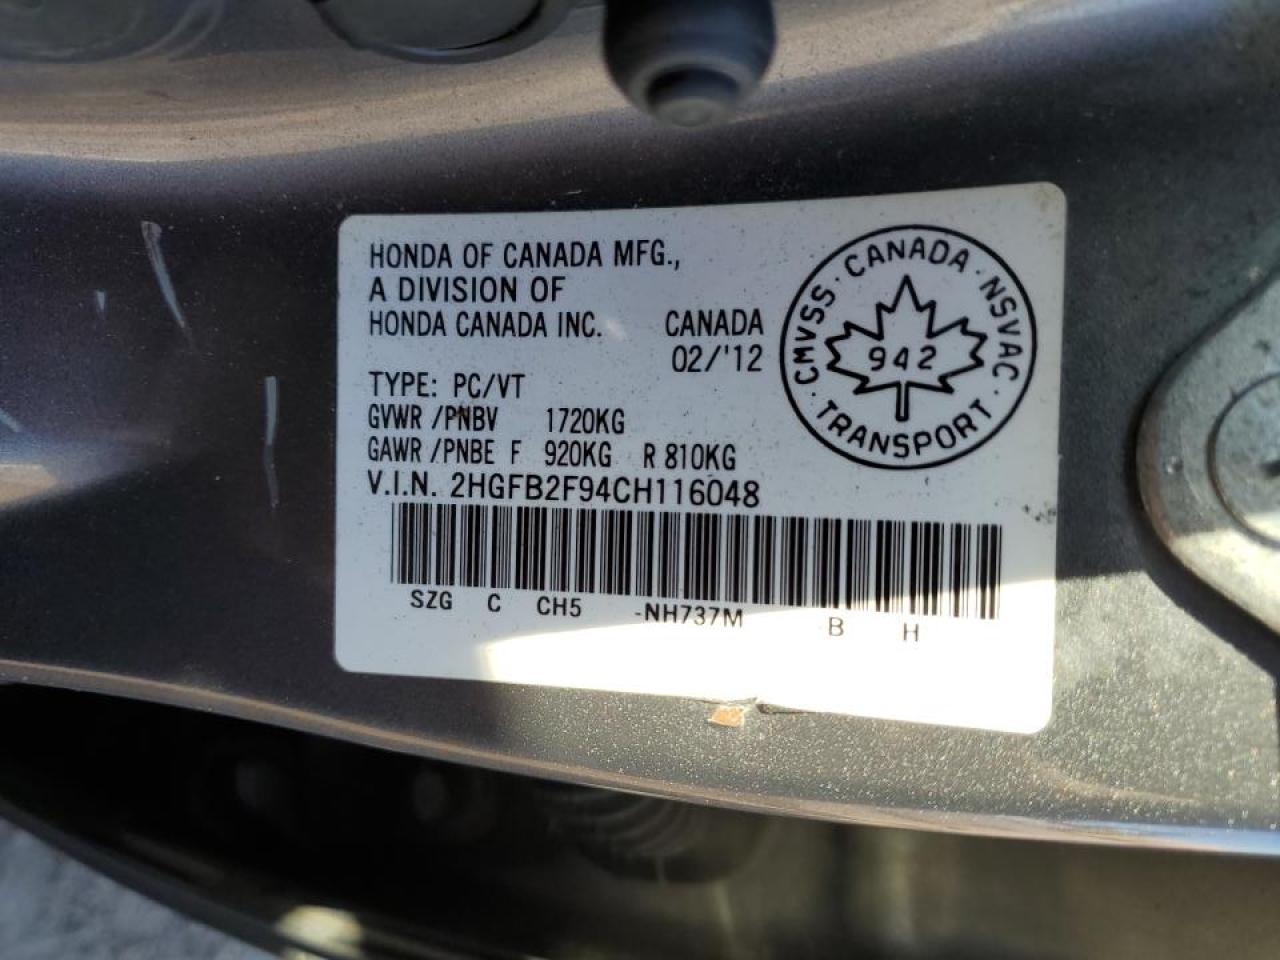 HONDA OF CANADA MFG.,
A DIVISION OF
HONDA CANADA INC. CANADA
02/'12
TYPE: PC/VT
GVWR /PNBV 1720KG
GAWR /PNBE F 920KG R 810KG
V.I.N. 2HGFB2F94CH116048
SZG C CH5 -NH737M B H
CMVSS · CANADA · NSVAC · TRANSPORT ·
942